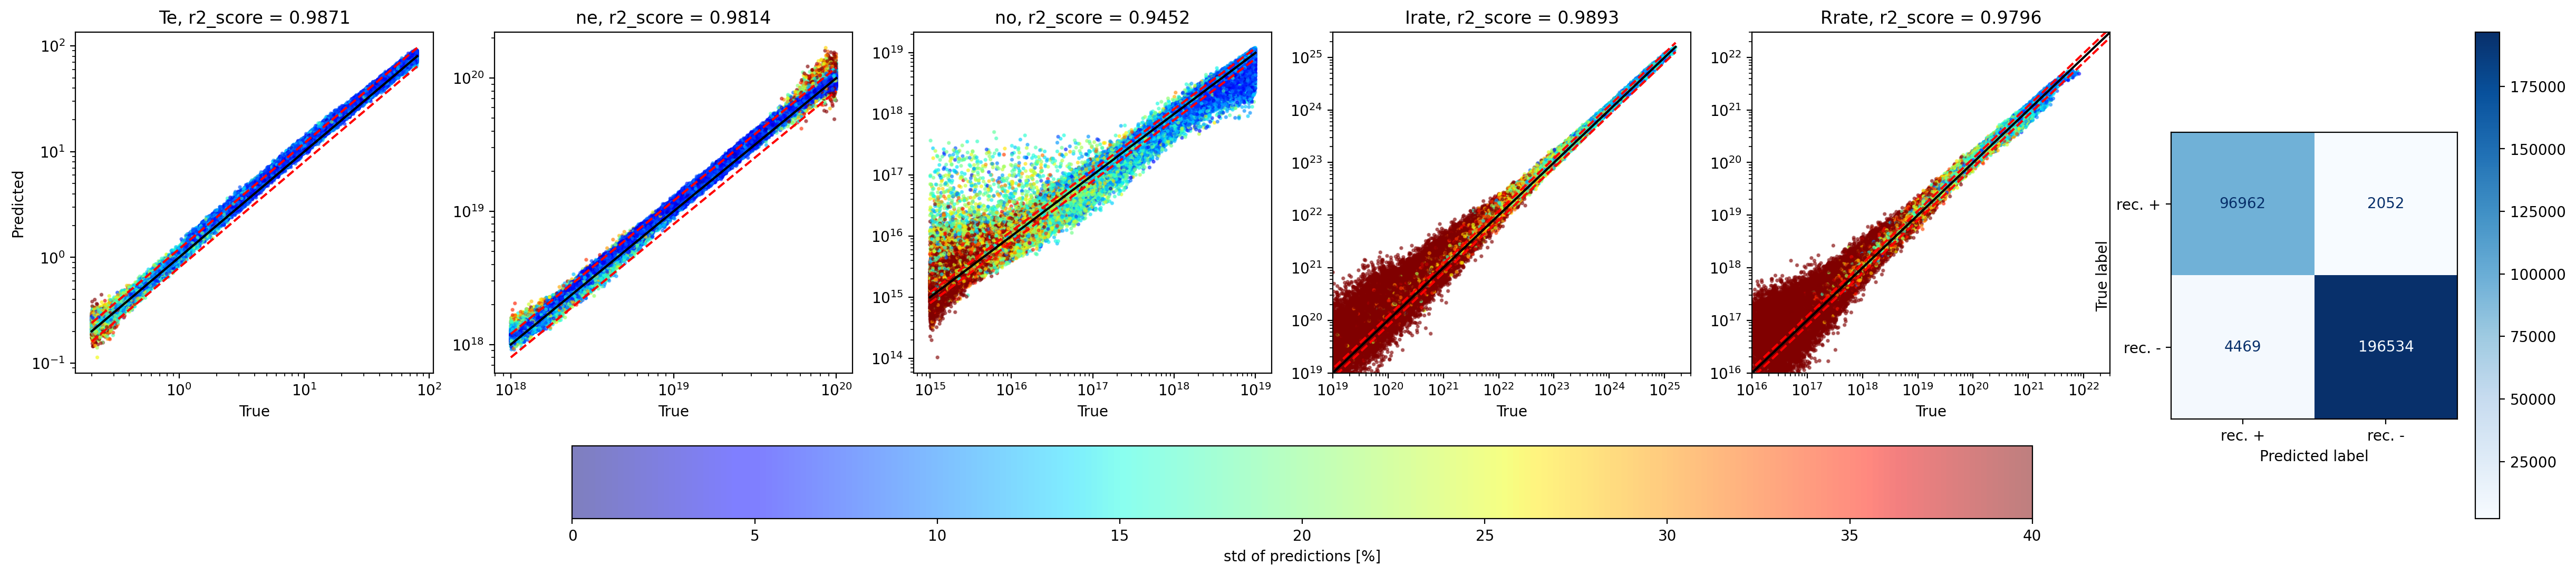 Te, r2_score = 0.9871
ne, r2_score = 0.9814
no, r2_score = 0.9452
Irate, r2_score = 0.9893
Rrate, r2_score = 0.9796
Predicted
10²
10¹
10⁰
10⁻¹
10⁰ 10¹ 10²
True
10²⁰
10¹⁹
10¹⁸
10¹⁸ 10¹⁹ 10²⁰
True
10¹⁹
10¹⁸
10¹⁷
10¹⁶
10¹⁵
10¹⁴
10¹⁵ 10¹⁶ 10¹⁷ 10¹⁸ 10¹⁹
True
10²⁵
10²⁴
10²³
10²²
10²¹
10²⁰
10¹⁹
10¹⁹ 10²⁰ 10²¹ 10²² 10²³ 10²⁴ 10²⁵
True
10²²
10²¹
10²⁰
10¹⁹
10¹⁸
10¹⁷
10¹⁶
10¹⁶ 10¹⁷ 10¹⁸ 10¹⁹ 10²⁰ 10²¹ 10²²
True
True label
rec. + 96962 2052
rec. - 4469 196534
rec. + rec. -
Predicted label
175000
150000
125000
100000
75000
50000
25000
0 5 10 15 20 25 30 35 40
std of predictions [%]